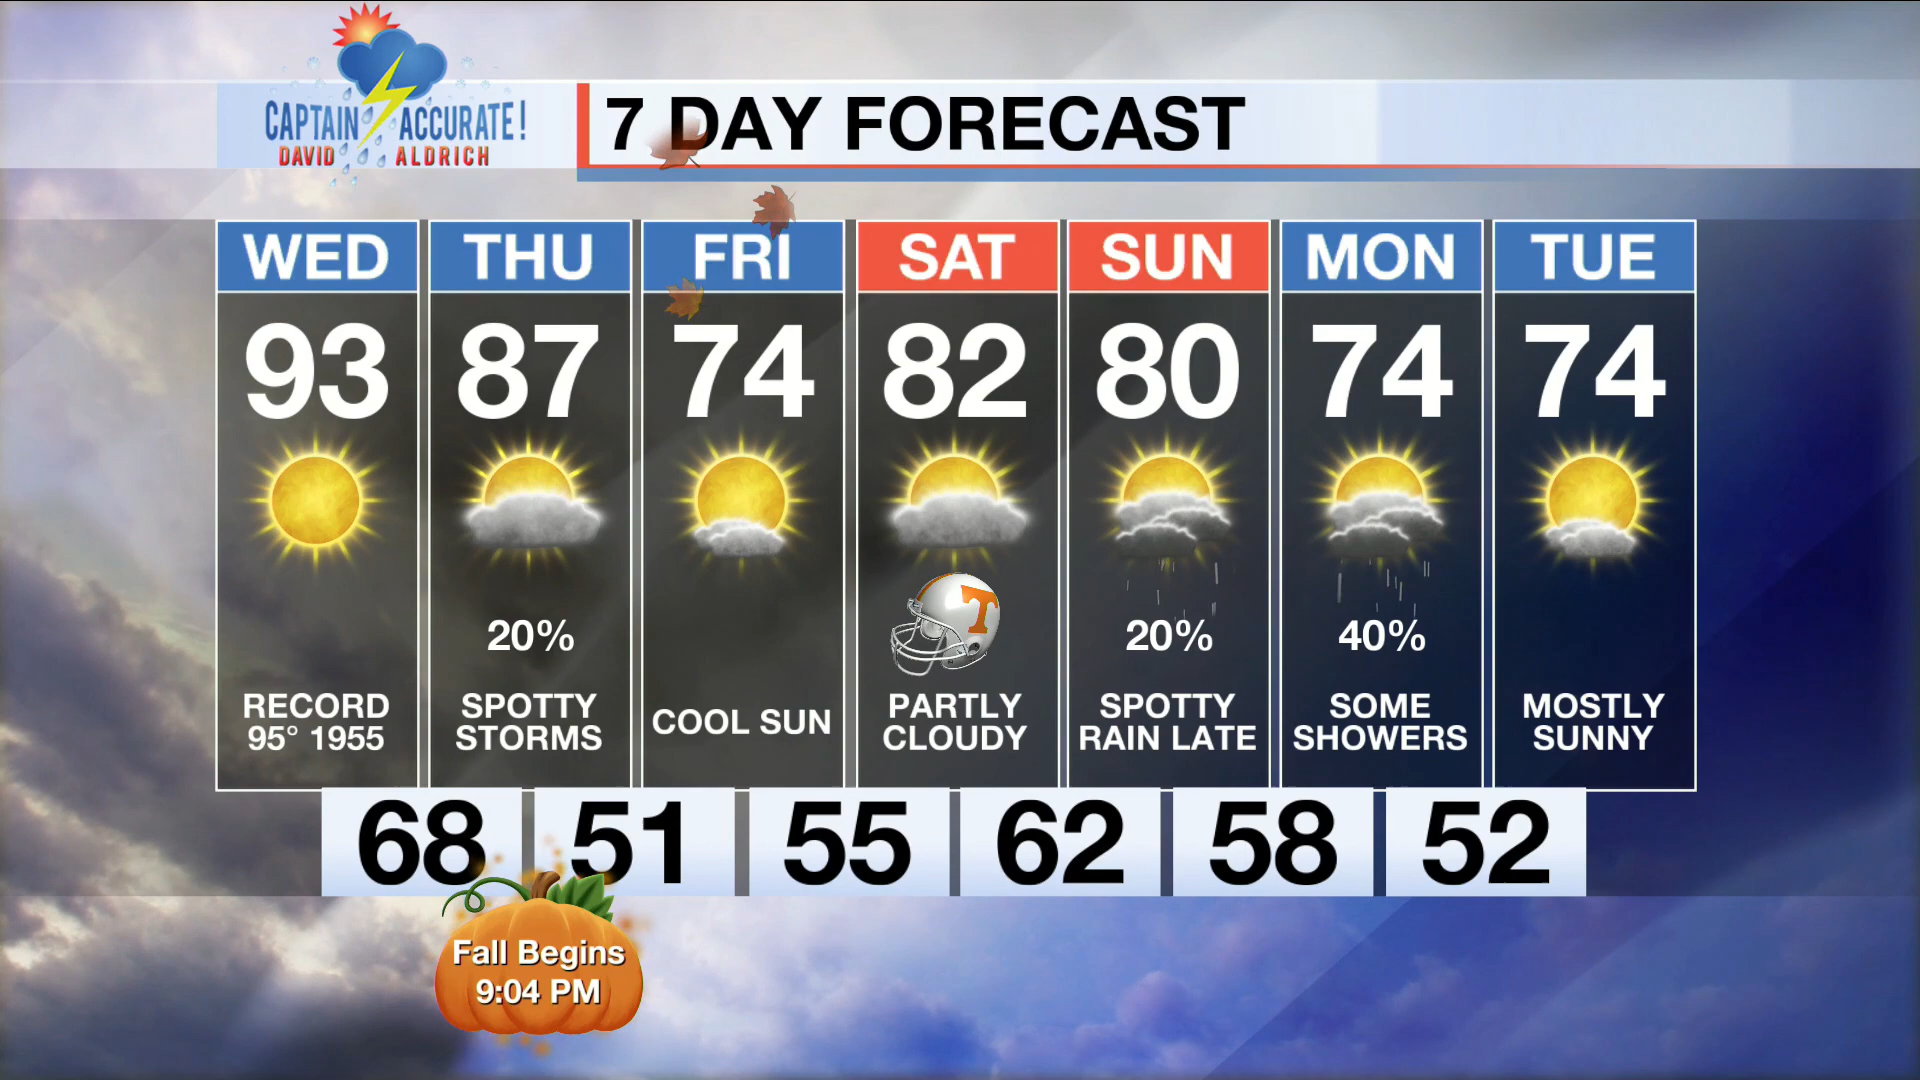 CAPTAIN ACCURATE!
DAVID ALDRICH
7 DAY FORECAST
WED
93
RECORD
95° 1955
THU
87
20%
SPOTTY
STORMS
FRI
74
COOL SUN
SAT
82
T
PARTLY
CLOUDY
SUN
80
20%
SPOTTY
RAIN LATE
MON
74
40%
SOME
SHOWERS
TUE
74
MOSTLY
SUNNY
68 51 55 62 58 52
Fall Begins
9:04 PM